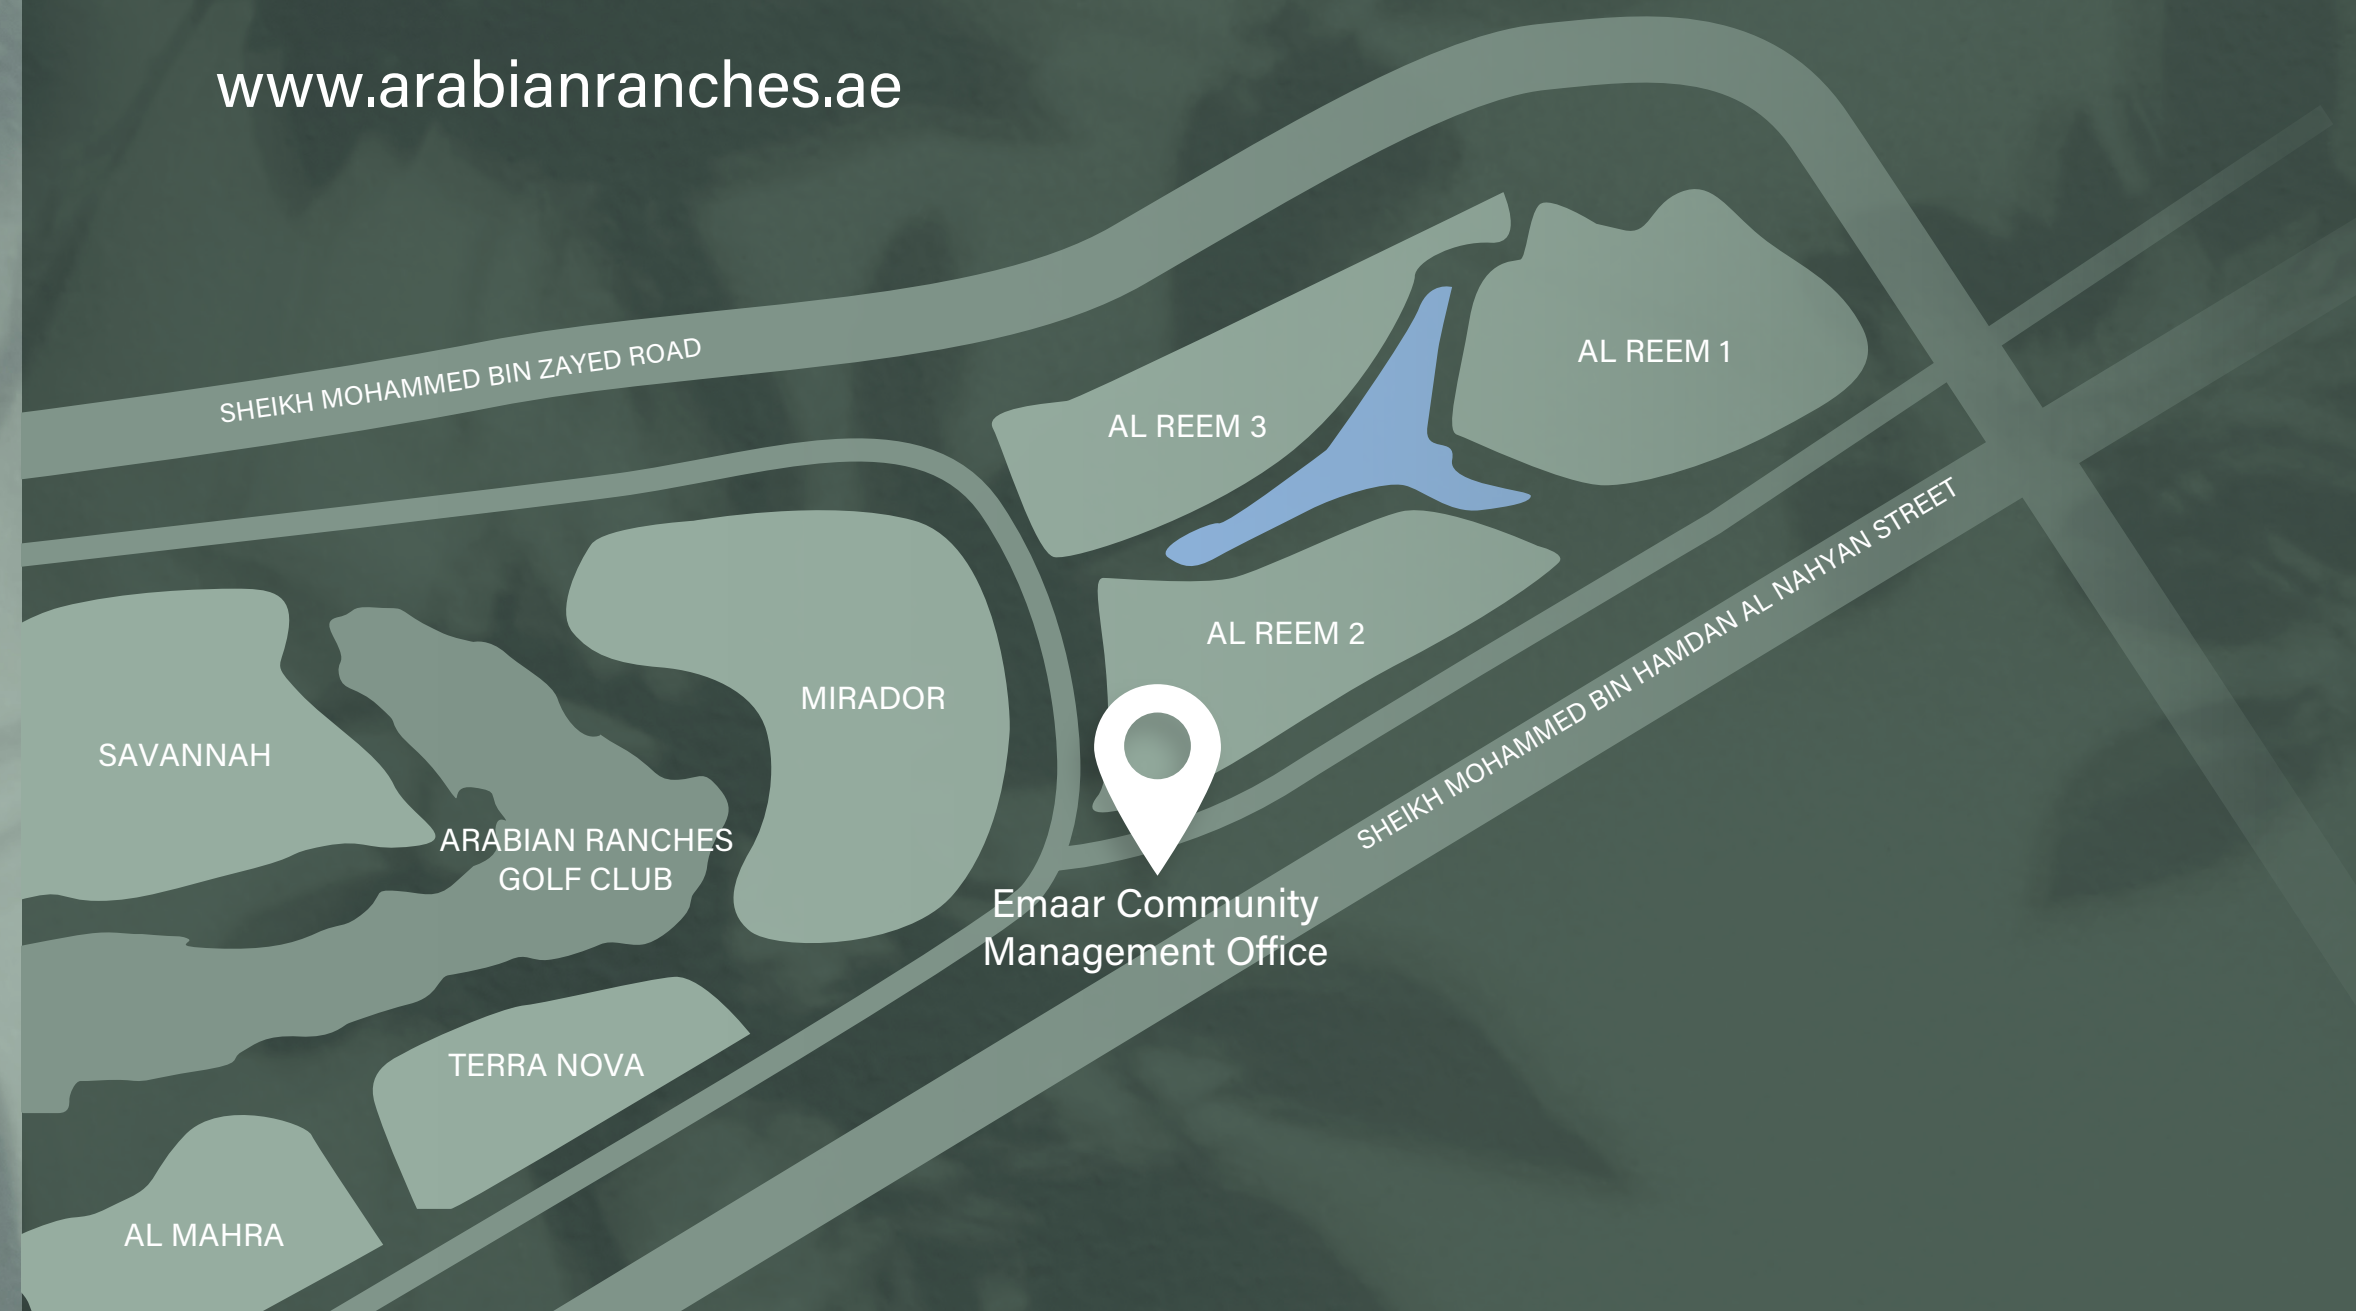 www.arabianranches.ae
SHEIKH MOHAMMED BIN ZAYED ROAD
AL REEM 1
AL REEM 3
AL REEM 2
SHEIKH MOHAMMED BIN HAMDAN AL NAHYAN STREET
MIRADOR
SAVANNAH
ARABIAN RANCHES
GOLF CLUB
Emaar Community
Management Office
TERRA NOVA
AL MAHRA